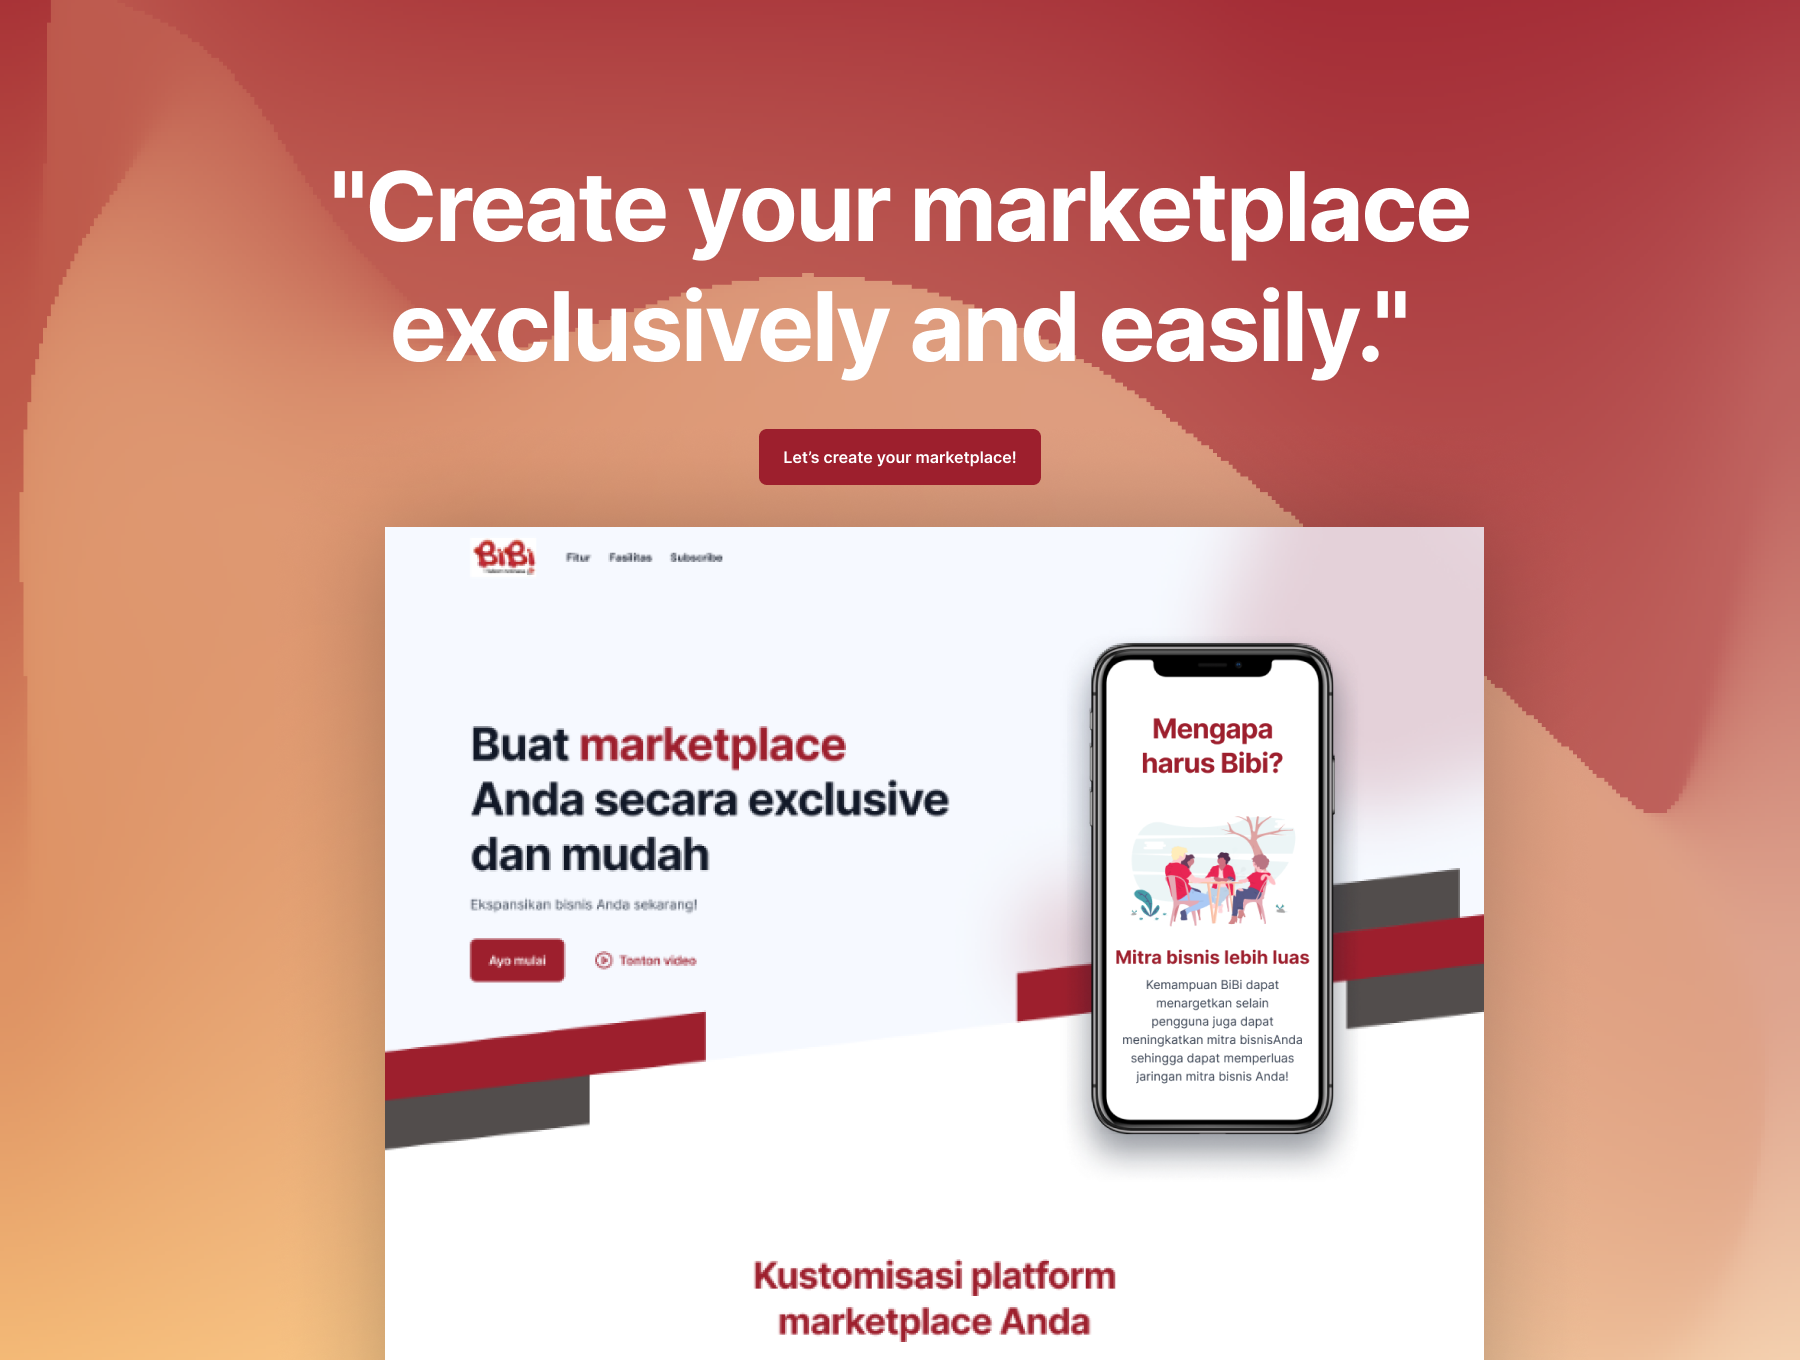 "Create your marketplace
exclusively and easily."
Let's create your marketplace!
BiBi
Fitur Fasilitas Subscribe
Buat marketplace
Anda secara exclusive
dan mudah
Ekspansikan bisnis Anda sekarang!
Ayo mulai
Tonton video
Mengapa
harus Bibi?
Mitra bisnis lebih luas
Kemampuan BiBi dapat
menargetkan selain
pengguna juga dapat
meningkatkan mitra bisnisAnda
sehingga dapat memperluas
jaringan mitra bisnis Anda!
Kustomisasi platform
marketplace Anda